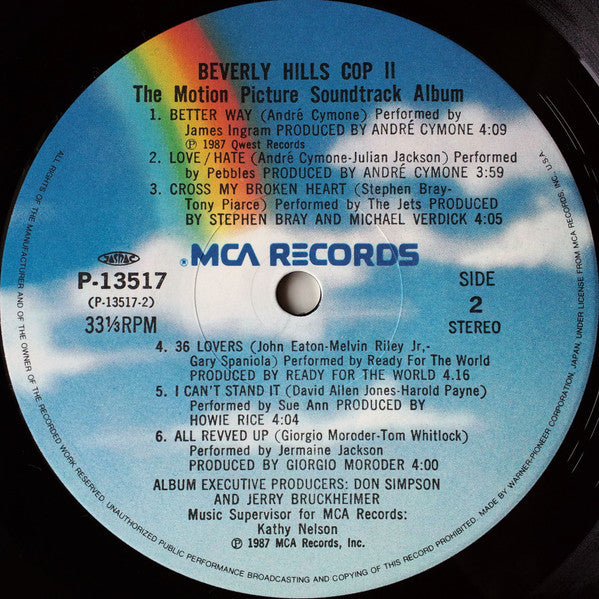 BEVERLY HILLS COP II
The Motion Picture Soundtrack Album
1. BETTER WAY (André Cymone) Performed by
James Ingram PRODUCED BY ANDRÉ CYMONE 4:09
℗ 1987 Qwest Records
2. LOVE/HATE (André Cymone-Julian Jackson) Performed
by Pebbles PRODUCED BY ANDRÉ CYMONE 3:59
3. CROSS MY BROKEN HEART (Stephen Bray-
Tony Piarce) Performed by The Jets PRODUCED
BY STEPHEN BRAY AND MICHAEL VERDICK 4:05
JASRAC
® MCA RECORDS
P-13517
(P-13517-2)
33⅓RPM
SIDE
2
STEREO
4. 36 LOVERS (John Eaton-Melvin Riley Jr,-
Gary Spaniola) Performed by Ready For The World
PRODUCED BY READY FOR THE WORLD 4.16
5. I CAN'T STAND IT (David Allen Jones-Harold Payne)
Performed by Sue Ann PRODUCED BY
HOWIE RICE 4:04
6. ALL REVVED UP (Giorgio Moroder-Tom Whitlock)
Performed by Jermaine Jackson
PRODUCED BY GIORGIO MORODER 4:00
ALBUM EXECUTIVE PRODUCERS: DON SIMPSON
AND JERRY BRUCKHEIMER
Music Supervisor for MCA Records:
Kathy Nelson
℗ 1987 MCA Records, Inc.
ALL RIGHTS OF THE MANUFACTURER AND OF THE OWNER OF THE RECORDED WORK RESERVED. UNAUTHORIZED PUBLIC PERFORMANCE BROADCASTING AND COPYING OF THIS RECORD PROHIBITED. MADE BY WARNER-PIONEER CORPORATION, JAPAN. UNDER LICENSE FROM MCA RECORDS, INC., U.S.A.